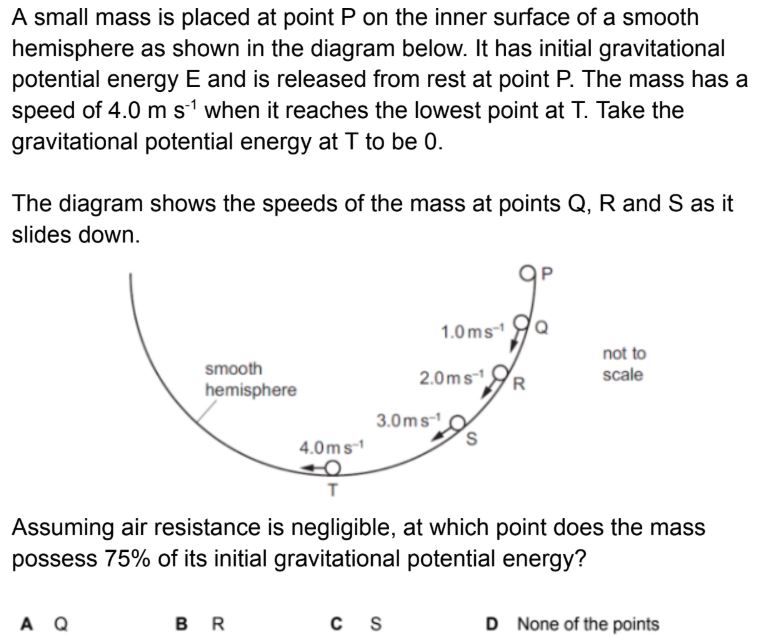 A small mass is placed at point P on the inner surface of a smooth
hemisphere as shown in the diagram below. It has initial gravitational
potential energy E and is released from rest at point P. The mass has a
speed of 4.0 m s⁻¹ when it reaches the lowest point at T. Take the
gravitational potential energy at T to be 0.
The diagram shows the speeds of the mass at points Q, R and S as it
slides down.
P
1.0 m s⁻¹ Q
smooth
hemisphere
2.0 m s⁻¹ R
not to
scale
3.0 m s⁻¹
S
4.0 m s⁻¹
T
Assuming air resistance is negligible, at which point does the mass
possess 75% of its initial gravitational potential energy?
A Q B R C S D None of the points